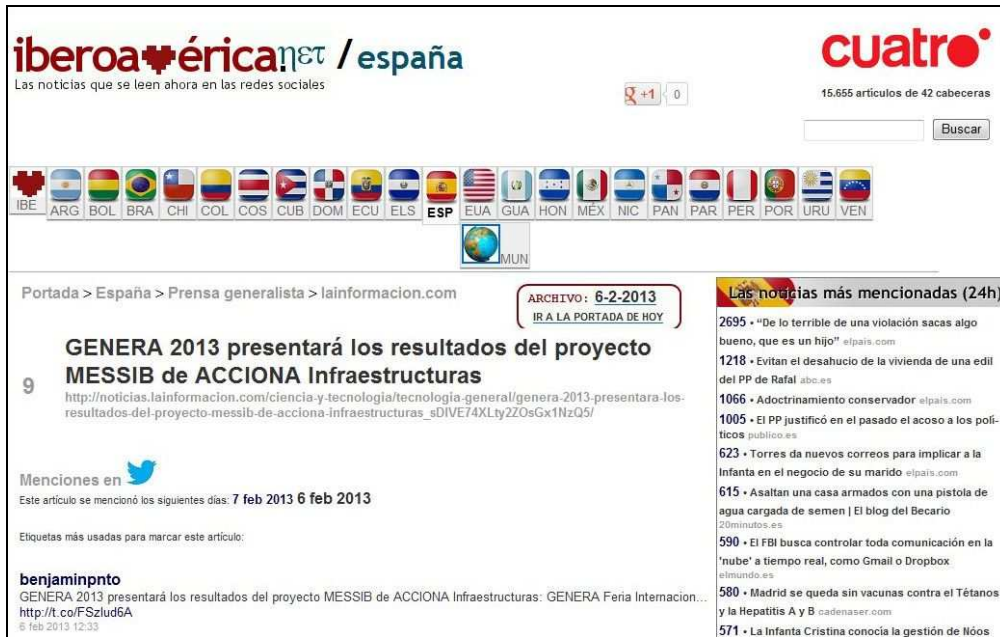 iberoamérica.net / españa
Las noticias que se leen ahora en las redes sociales
cuatro
+1 0
15.655 artículos de 42 cabeceras
Buscar
IBE ARG BOL BRA CHI COL COS CUB DOM ECU ELS ESP EUA GUA HON MÉX NIC PAN PAR PER POR URU VEN
MUN
Portada > España > Prensa generalista > lainformacion.com
ARCHIVO: 6-2-2013
IR A LA PORTADA DE HOY
GENERA 2013 presentará los resultados del proyecto
MESSIB de ACCIONA Infraestructuras
9
http://noticias.lainformacion.com/ciencia-y-tecnologia/tecnologia-general/genera-2013-presentara-los-
resultados-del-proyecto-messib-de-acciona-infraestructuras_sDIVE74XLty2ZOsGx1NzQ5/
Menciones en
Este artículo se mencionó los siguientes días: 7 feb 2013 6 feb 2013
Etiquetas más usadas para marcar este artículo:
benjaminpnto
GENERA 2013 presentará los resultados del proyecto MESSIB de ACCIONA Infraestructuras: GENERA Feria Internacion...
http://t.co/FSzlud6A
6 feb 2013 12:33
Las noticias más mencionadas (24h)
2695 • “De lo terrible de una violación sacas algo
bueno, que es un hijo” elpais.com
1218 • Evitan el desahucio de la vivienda de una edil
del PP de Rafal abc.es
1066 • Adoctrinamiento conservador elpais.com
1005 • El PP justificó en el pasado el acoso a los polí-
ticos publico.es
623 • Torres da nuevos correos para implicar a la
Infanta en el negocio de su marido elpais.com
615 • Asaltan una casa armados con una pistola de
agua cargada de semen | El blog del Becario
20minutos.es
590 • El FBI busca controlar toda comunicación en la
'nube' a tiempo real, como Gmail o Dropbox
elmundo.es
580 • Madrid se queda sin vacunas contra el Tétanos
y la Hepatitis A y B cadenaser.com
571 • La Infanta Cristina conocía la gestión de Nóos